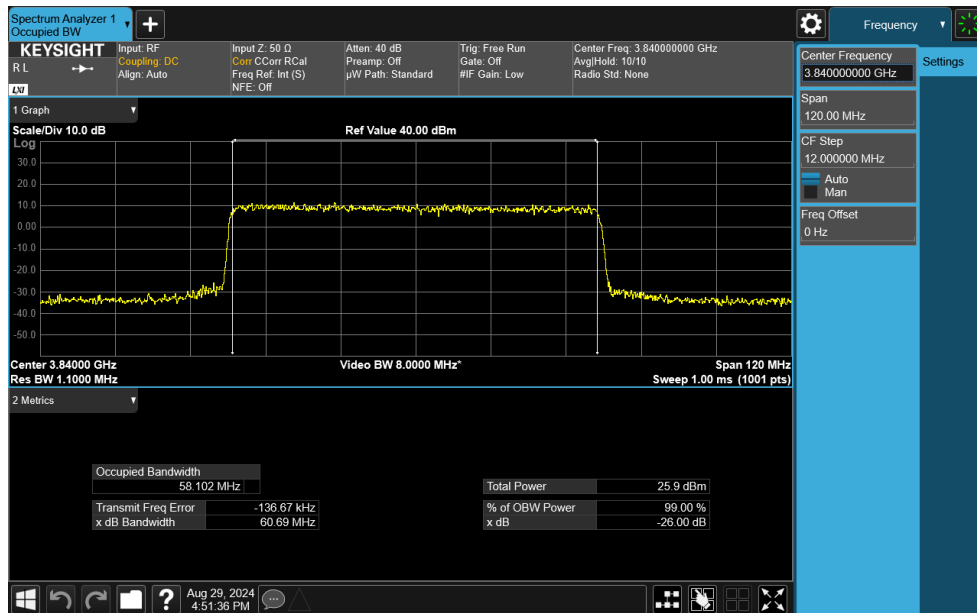 Spectrum Analyzer 1
Occupied BW
Frequency
KEYSIGHT
R L
LXI
Input: RF
Coupling: DC
Align: Auto
Input Z: 50 Ω
Corr CCorr RCal
Freq Ref: Int (S)
NFE: Off
Atten: 40 dB
Preamp: Off
µW Path: Standard
Trig: Free Run
Gate: Off
#IF Gain: Low
Center Freq: 3.840000000 GHz
Avg|Hold: 10/10
Radio Std: None
Center Frequency
3.840000000 GHz
Settings
Span
120.00 MHz
CF Step
12.000000 MHz
Auto
Man
Freq Offset
0 Hz
1 Graph
Scale/Div 10.0 dB
Ref Value 40.00 dBm
Log
30.0
20.0
10.0
0.00
-10.0
-20.0
-30.0
-40.0
-50.0
Center 3.84000 GHz
Video BW 8.0000 MHz*
Span 120 MHz
Res BW 1.1000 MHz
Sweep 1.00 ms (1001 pts)
2 Metrics
Occupied Bandwidth
58.102 MHz
Total Power 25.9 dBm
Transmit Freq Error -136.67 kHz
% of OBW Power 99.00 %
x dB Bandwidth 60.69 MHz
x dB -26.00 dB
?
Aug 29, 2024
4:51:36 PM